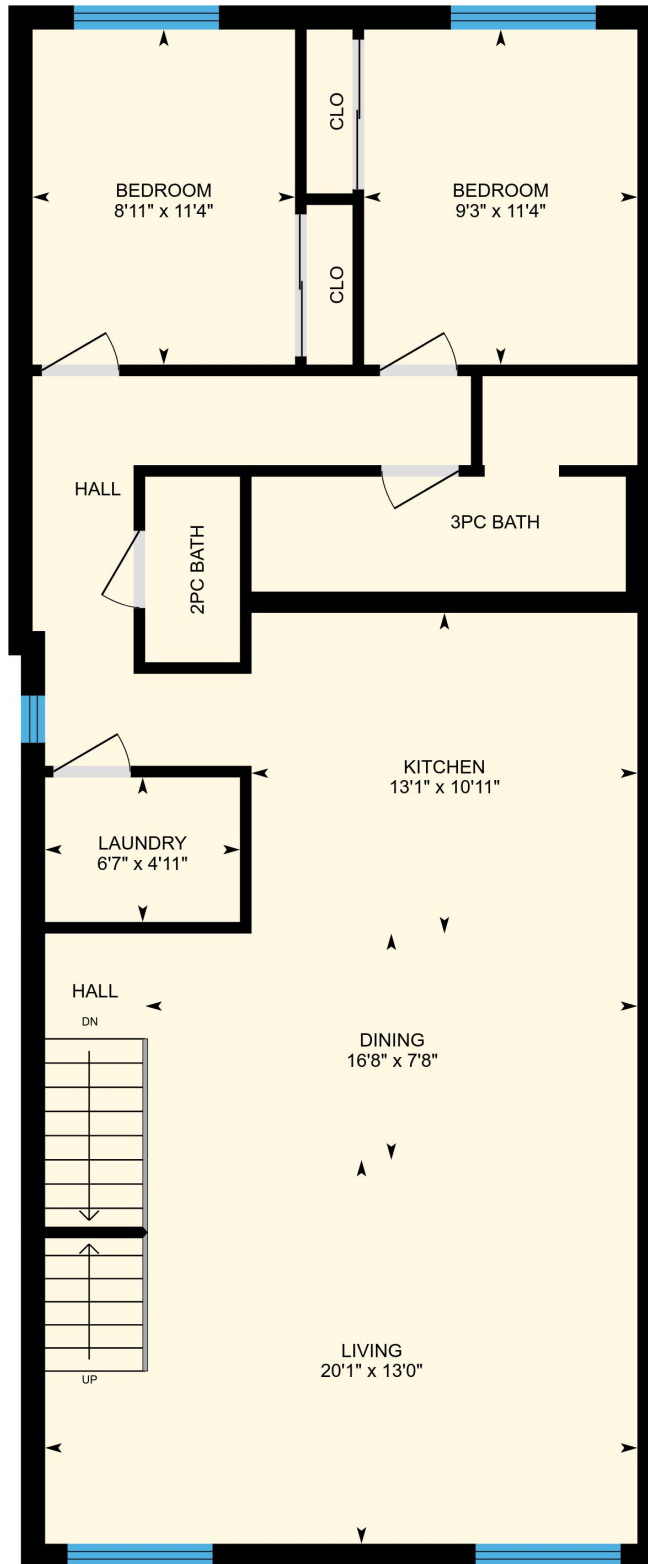 CLO
BEDROOM
8'11" x 11'4"
BEDROOM
9'3" x 11'4"
CLO
HALL
3PC BATH
2PC BATH
KITCHEN
13'1" x 10'11"
LAUNDRY
6'7" x 4'11"
HALL
DN
DINING
16'8" x 7'8"
LIVING
20'1" x 13'0"
UP